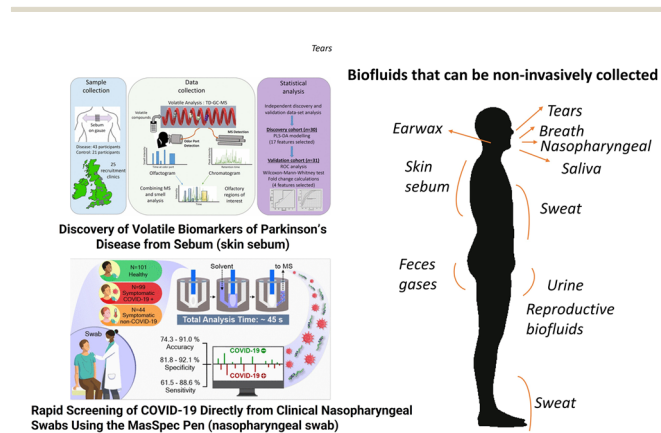 Tears
Sample
collection
Sebum
on gauze
Disease: 43 participants
Control: 21 participants
25
recruitment
clinics
Data
collection
Volatile Analysis : TD-GC-MS
Volatile
compounds
Odor Port
Detection
MS Detection
Olfactogram
Chromatogram
Combining MS
and smell
analysis
Olfactory
regions of
interest
Statistical
analysis
Independent discovery and
validation data-set analysis
Discovery cohort (n=30)
PLS-DA modelling
(17 features selected)
Validation cohort (n=31)
ROC analysis
Wilcoxon-Mann-Whitney test
Fold change calculations
(4 features selected)
Discovery of Volatile Biomarkers of Parkinson's
Disease from Sebum (skin sebum)
N=101
Healthy
Symptomatic
COVID-19 +
N=44
Symptomatic
non-COVID-19
Swab
Solvent
to MS
Total Analysis Time: ~ 45 s
74.3 - 91.0 %
Accuracy
81.8 - 92.1 %
Specificity
61.5 - 88.6 %
Sensitivity
COVID-19
COVID-19
Rapid Screening of COVID-19 Directly from Clinical Nasopharyngeal
Swabs Using the MasSpec Pen (nasopharyngeal swab)
Biofluids that can be non-invasively collected
Tears
Earwax
Breath
Nasopharyngeal
Saliva
Skin
sebum
Sweat
Feces
gases
Urine
Reproductive
biofluids
Sweat